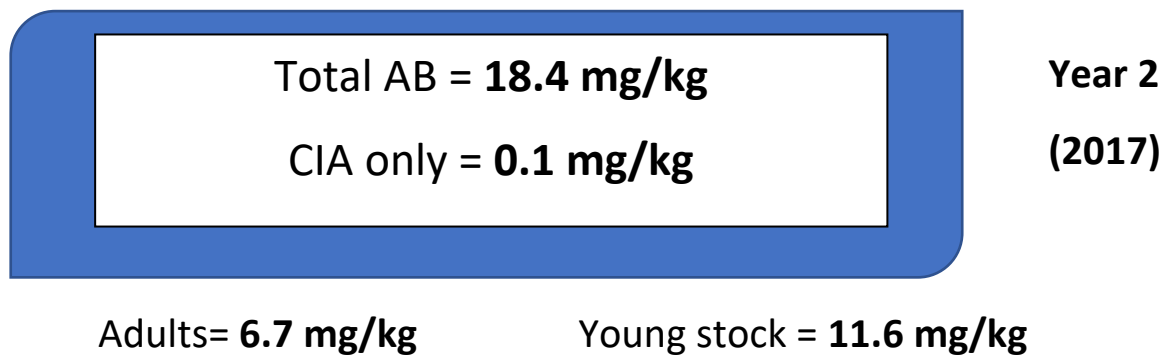 Total AB = 18.4 mg/kg
CIA only = 0.1 mg/kg
Year 2
(2017)
Adults= 6.7 mg/kg
Young stock = 11.6 mg/kg